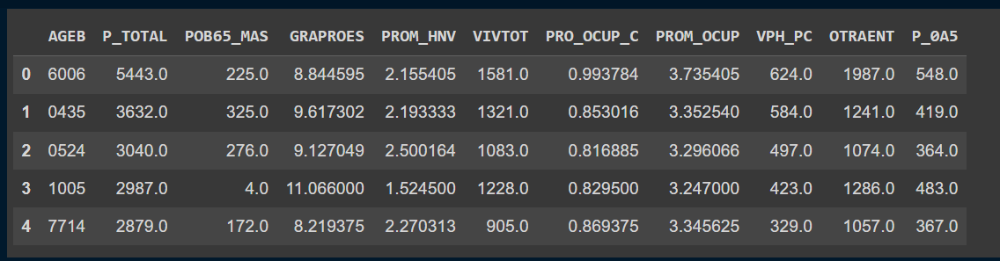 AGEB P_TOTAL POB65_MAS GRAPROES PROM_HNV VIVTOT PRO_OCUP_C PROM_OCUP VPH_PC OTRAENT P_0A5
0 6006 5443.0 225.0 8.844595 2.155405 1581.0 0.993784 3.735405 624.0 1987.0 548.0
1 0435 3632.0 325.0 9.617302 2.193333 1321.0 0.853016 3.352540 584.0 1241.0 419.0
2 0524 3040.0 276.0 9.127049 2.500164 1083.0 0.816885 3.296066 497.0 1074.0 364.0
3 1005 2987.0 4.0 11.066000 1.524500 1228.0 0.829500 3.247000 423.0 1286.0 483.0
4 7714 2879.0 172.0 8.219375 2.270313 905.0 0.869375 3.345625 329.0 1057.0 367.0